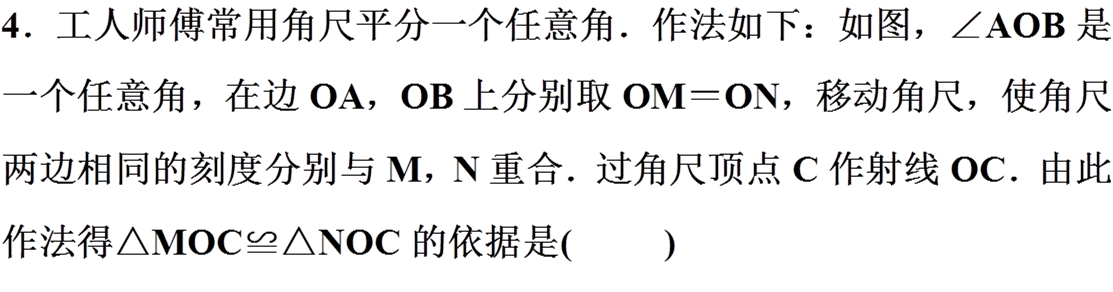 4．工人师傅常用角尺平分一个任意角．作法如下：如图，∠AOB 是
一个任意角，在边 OA，OB 上分别取 OM＝ON，移动角尺，使角尺
两边相同的刻度分别与 M，N 重合．过角尺顶点 C 作射线 OC．由此
作法得△MOC≌△NOC 的依据是(　　)